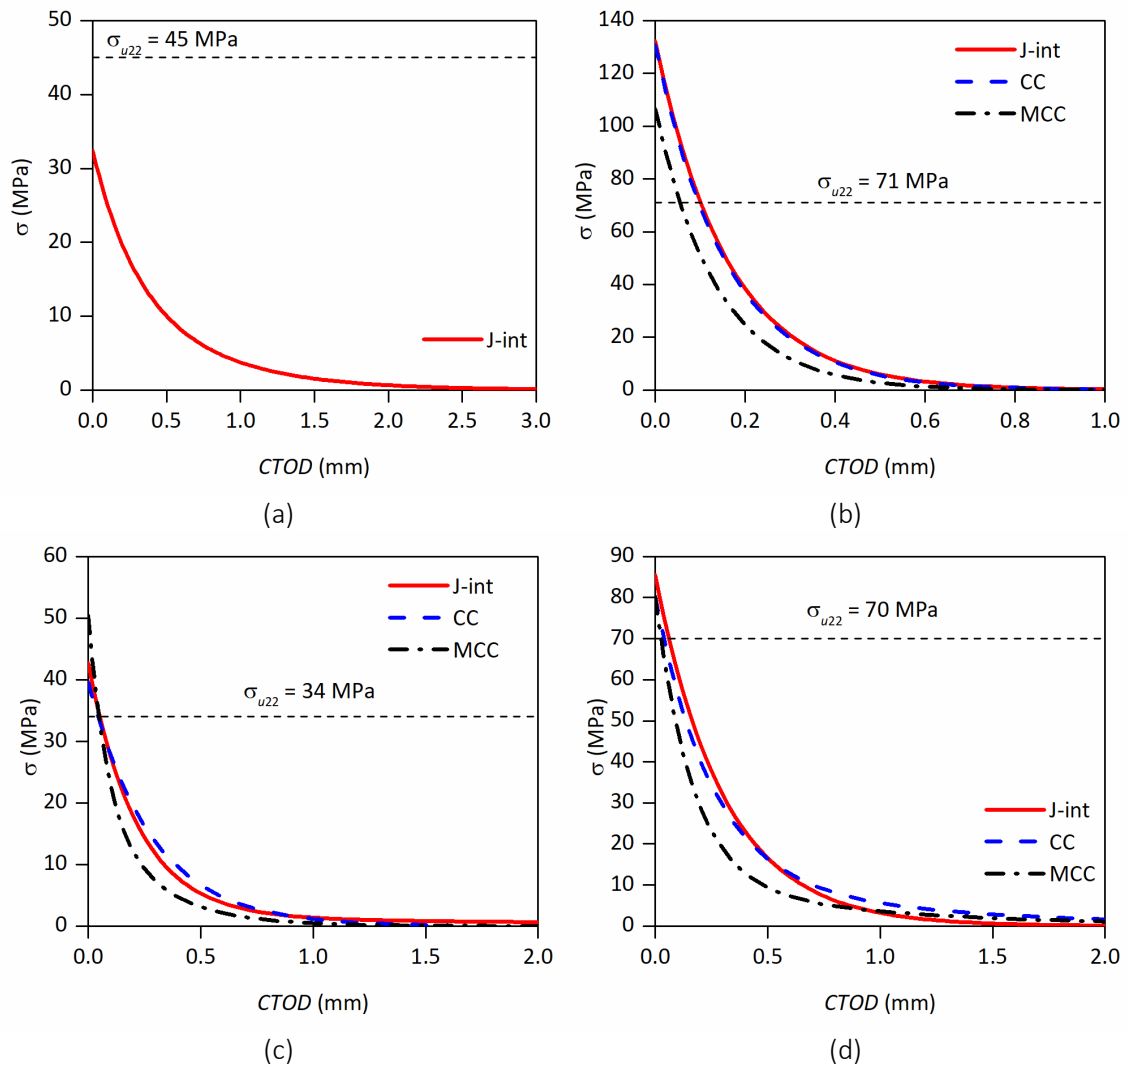 50
40
30
20
10
0
σ (MPa)
σu22 = 45 MPa
J-int
0.0 0.5 1.0 1.5 2.0 2.5 3.0
CTOD (mm)
(a)
140
120
100
80
60
40
20
0
σ (MPa)
J-int
CC
MCC
σu22 = 71 MPa
0.0 0.2 0.4 0.6 0.8 1.0
CTOD (mm)
(b)
60
50
40
30
20
10
0
σ (MPa)
J-int
CC
MCC
σu22 = 34 MPa
0.0 0.5 1.0 1.5 2.0
CTOD (mm)
(c)
90
80
70
60
50
40
30
20
10
0
σ (MPa)
σu22 = 70 MPa
J-int
CC
MCC
0.0 0.5 1.0 1.5 2.0
CTOD (mm)
(d)